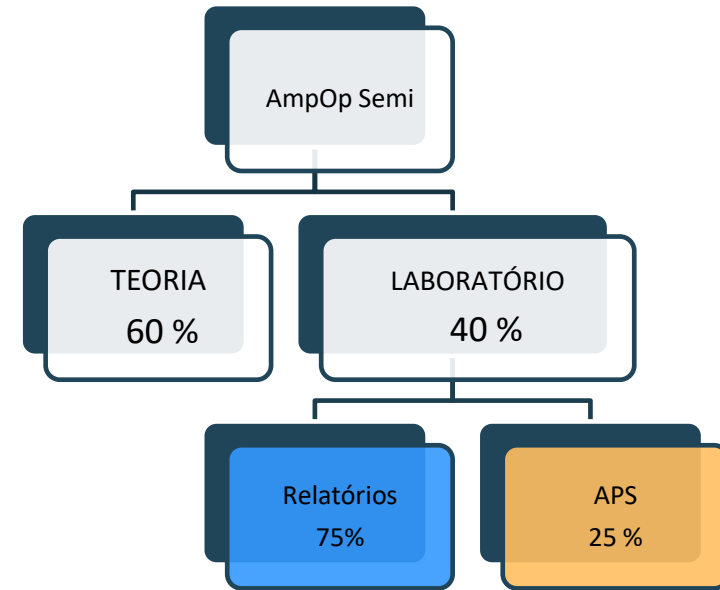 AmpOp Semi
TEORIA
60 %
LABORATÓRIO
40 %
Relatórios
75%
APS
25 %